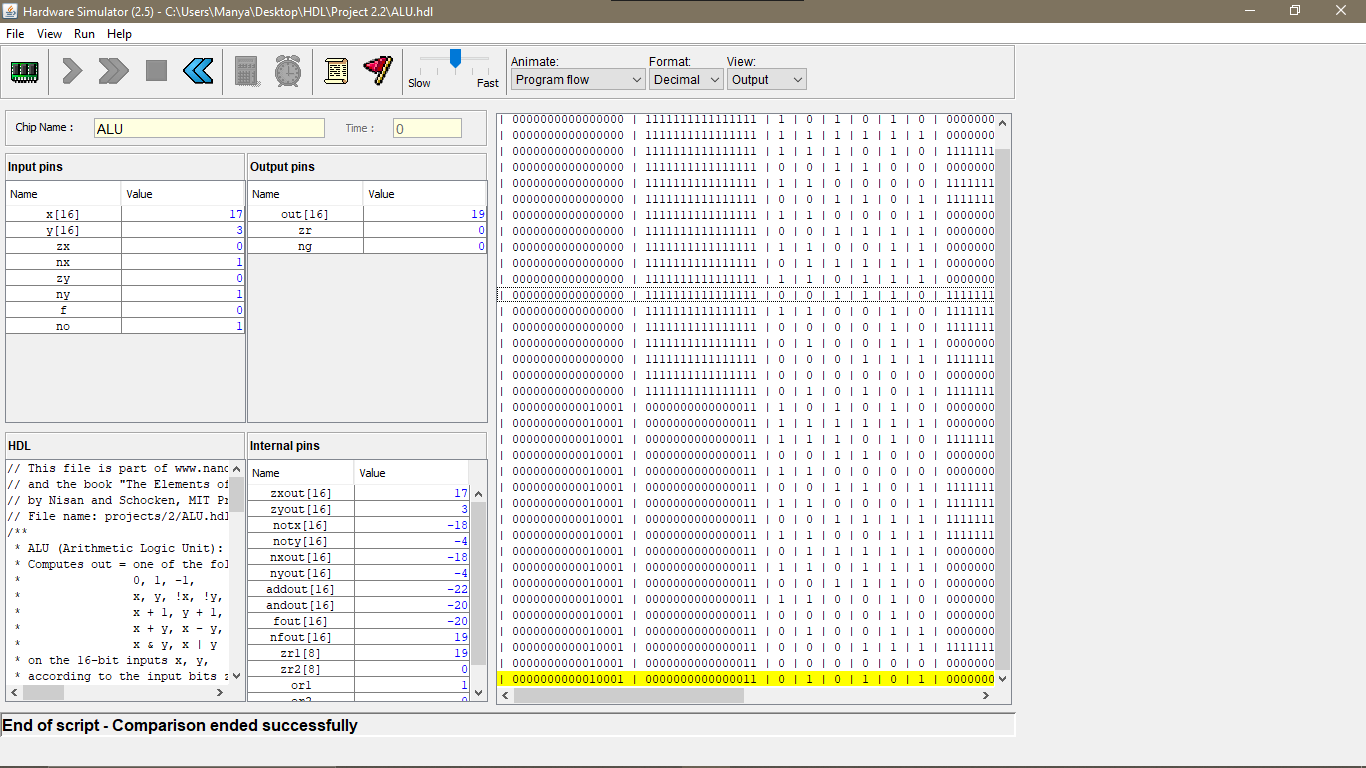 Hardware Simulator (2.5) - C:\Users\Manya\Desktop\HDL\Project 2.2\ALU.hdl
File View Run Help
Slow Fast
Animate: Format: View:
Program flow Decimal Output
Chip Name : ALU Time : 0
Input pins
Name Value
x[16] 17
y[16] 3
zx 0
nx 1
zy 0
ny 1
f 0
no 1
Output pins
Name Value
out[16] 19
zr 0
ng 0
HDL
// This file is part of www.nand
// and the book "The Elements of
// by Nisan and Schocken, MIT Pr
// File name: projects/2/ALU.hdl
/**
* ALU (Arithmetic Logic Unit):
* Computes out = one of the fol
* 0, 1, -1,
* x, y, !x, !y,
* x + 1, y + 1,
* x + y, x - y,
* x & y, x | y
* on the 16-bit inputs x, y,
* according to the input bits z
Internal pins
Name Value
zxout[16] 17
zyout[16] 3
notx[16] -18
noty[16] -4
nxout[16] -18
nyout[16] -4
addout[16] -22
andout[16] -20
fout[16] -20
nfout[16] 19
zr1[8] 19
zr2[8] 0
or1 1
or2 0
| 0000000000000000 | 1111111111111111 | 1 | 0 | 1 | 0 | 1 | 0 | 0000000
| 0000000000000000 | 1111111111111111 | 1 | 1 | 1 | 1 | 1 | 1 | 0000000
| 0000000000000000 | 1111111111111111 | 1 | 1 | 1 | 0 | 1 | 0 | 1111111
| 0000000000000000 | 1111111111111111 | 0 | 0 | 1 | 1 | 0 | 0 | 0000000
| 0000000000000000 | 1111111111111111 | 1 | 1 | 0 | 0 | 0 | 0 | 1111111
| 0000000000000000 | 1111111111111111 | 0 | 0 | 1 | 1 | 0 | 1 | 1111111
| 0000000000000000 | 1111111111111111 | 1 | 1 | 0 | 0 | 0 | 1 | 0000000
| 0000000000000000 | 1111111111111111 | 0 | 0 | 1 | 1 | 1 | 1 | 0000000
| 0000000000000000 | 1111111111111111 | 1 | 1 | 0 | 0 | 1 | 1 | 0000000
| 0000000000000000 | 1111111111111111 | 0 | 1 | 1 | 1 | 1 | 1 | 0000000
| 0000000000000000 | 1111111111111111 | 1 | 1 | 0 | 1 | 1 | 1 | 0000000
| 0000000000000000 | 1111111111111111 | 0 | 0 | 1 | 1 | 1 | 0 | 1111111
| 0000000000000000 | 1111111111111111 | 1 | 1 | 0 | 0 | 1 | 0 | 1111111
| 0000000000000000 | 1111111111111111 | 0 | 0 | 0 | 0 | 1 | 0 | 1111111
| 0000000000000000 | 1111111111111111 | 0 | 1 | 0 | 0 | 1 | 1 | 0000000
| 0000000000000000 | 1111111111111111 | 0 | 0 | 0 | 1 | 1 | 1 | 1111111
| 0000000000000000 | 1111111111111111 | 0 | 0 | 0 | 0 | 0 | 0 | 0000000
| 0000000000000000 | 1111111111111111 | 0 | 1 | 0 | 1 | 0 | 1 | 1111111
| 0000000000010001 | 0000000000000011 | 1 | 0 | 1 | 0 | 1 | 0 | 0000000
| 0000000000010001 | 0000000000000011 | 1 | 1 | 1 | 1 | 1 | 1 | 0000000
| 0000000000010001 | 0000000000000011 | 1 | 1 | 1 | 0 | 1 | 0 | 1111111
| 0000000000010001 | 0000000000000011 | 0 | 0 | 1 | 1 | 0 | 0 | 0000000
| 0000000000010001 | 0000000000000011 | 1 | 1 | 0 | 0 | 0 | 0 | 0000000
| 0000000000010001 | 0000000000000011 | 0 | 0 | 1 | 1 | 0 | 1 | 1111111
| 0000000000010001 | 0000000000000011 | 1 | 1 | 0 | 0 | 0 | 1 | 1111111
| 0000000000010001 | 0000000000000011 | 0 | 0 | 1 | 1 | 1 | 1 | 1111111
| 0000000000010001 | 0000000000000011 | 1 | 1 | 0 | 0 | 1 | 1 | 1111111
| 0000000000010001 | 0000000000000011 | 0 | 1 | 1 | 1 | 1 | 1 | 0000000
| 0000000000010001 | 0000000000000011 | 1 | 1 | 0 | 1 | 1 | 1 | 0000000
| 0000000000010001 | 0000000000000011 | 0 | 0 | 1 | 1 | 1 | 0 | 0000000
| 0000000000010001 | 0000000000000011 | 1 | 1 | 0 | 0 | 1 | 0 | 0000000
| 0000000000010001 | 0000000000000011 | 0 | 0 | 0 | 0 | 1 | 0 | 0000000
| 0000000000010001 | 0000000000000011 | 0 | 1 | 0 | 0 | 1 | 1 | 0000000
| 0000000000010001 | 0000000000000011 | 0 | 0 | 0 | 1 | 1 | 1 | 1111111
| 0000000000010001 | 0000000000000011 | 0 | 0 | 0 | 0 | 0 | 0 | 0000000
| 0000000000010001 | 0000000000000011 | 0 | 1 | 0 | 1 | 0 | 1 | 0000000
End of script - Comparison ended successfully